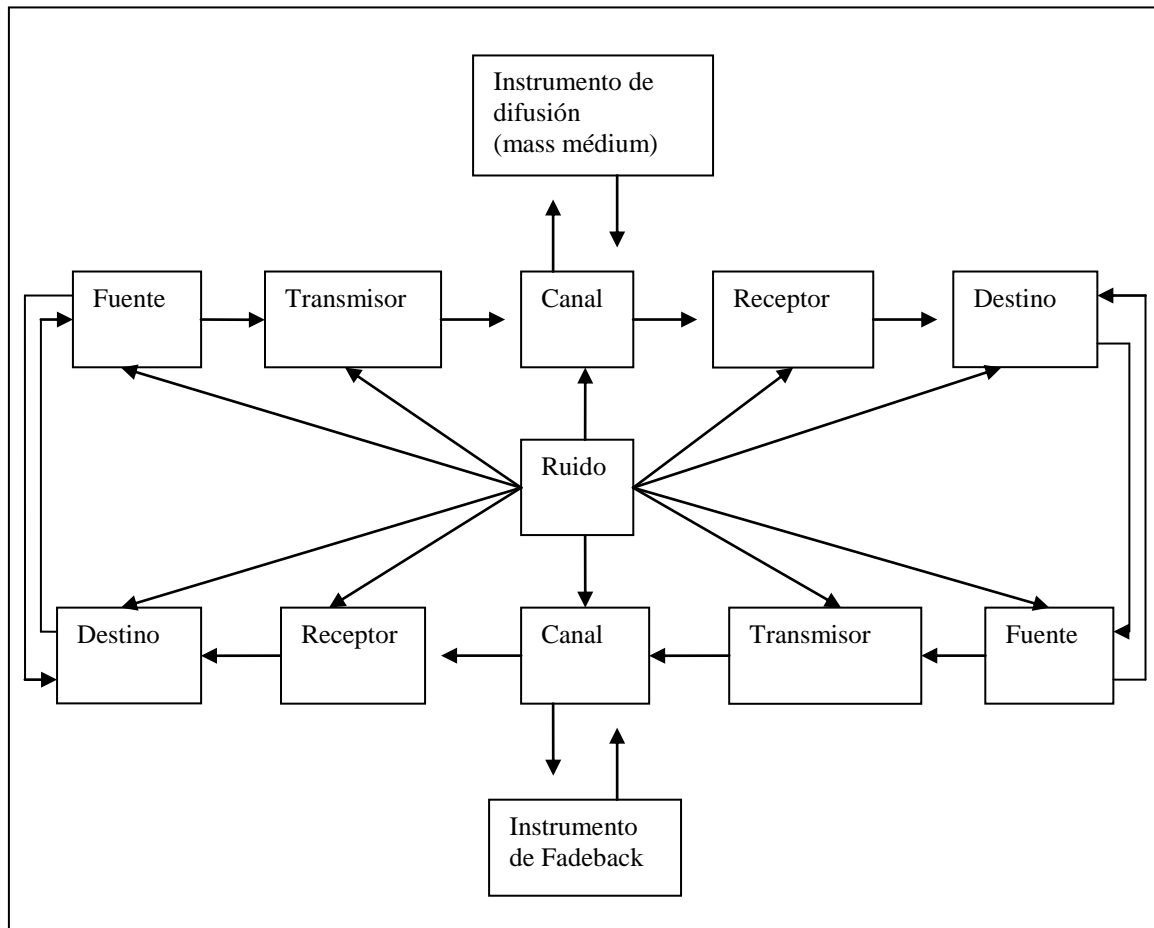 Instrumento de
difusión
(mass médium)
Fuente
Transmisor
Canal
Receptor
Destino
Ruido
Destino
Receptor
Canal
Transmisor
Fuente
Instrumento
de Fadeback